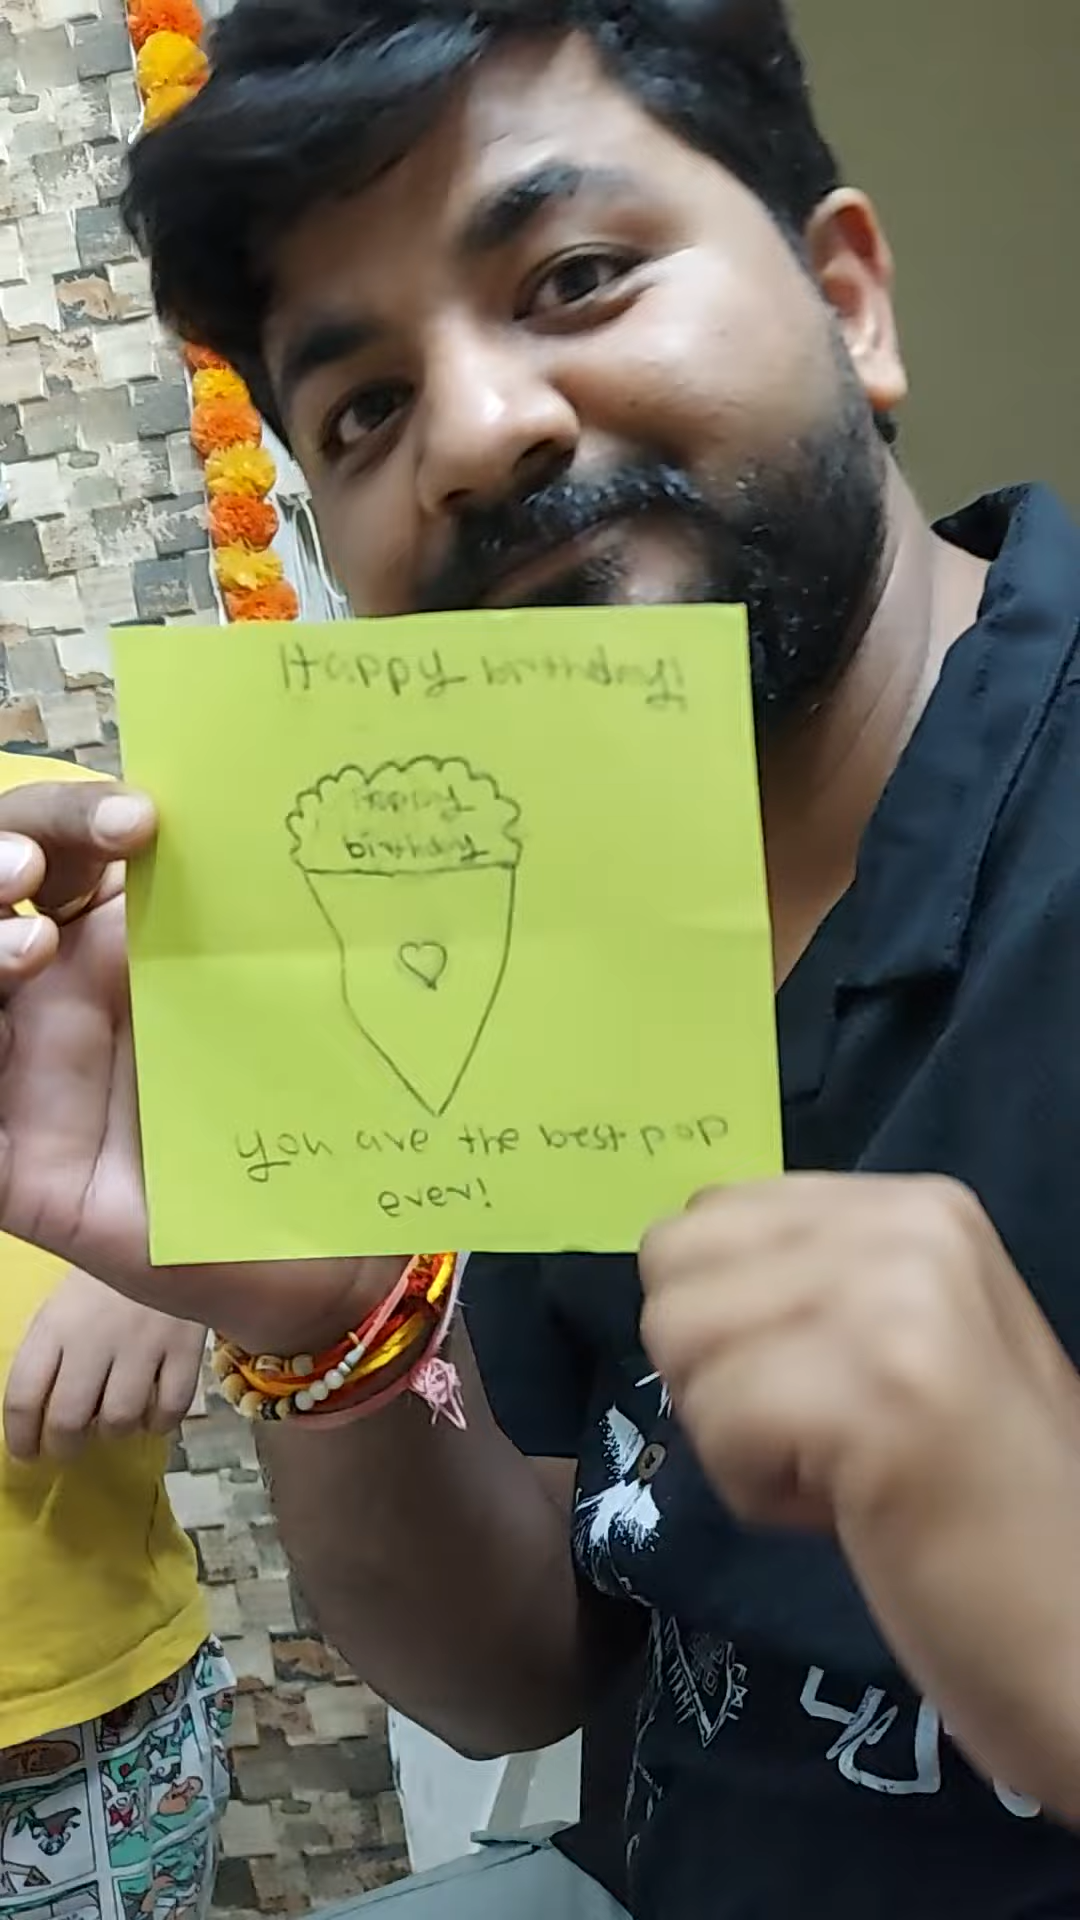 Happy birthday!
Happy
birthday
you are the best pop
ever!